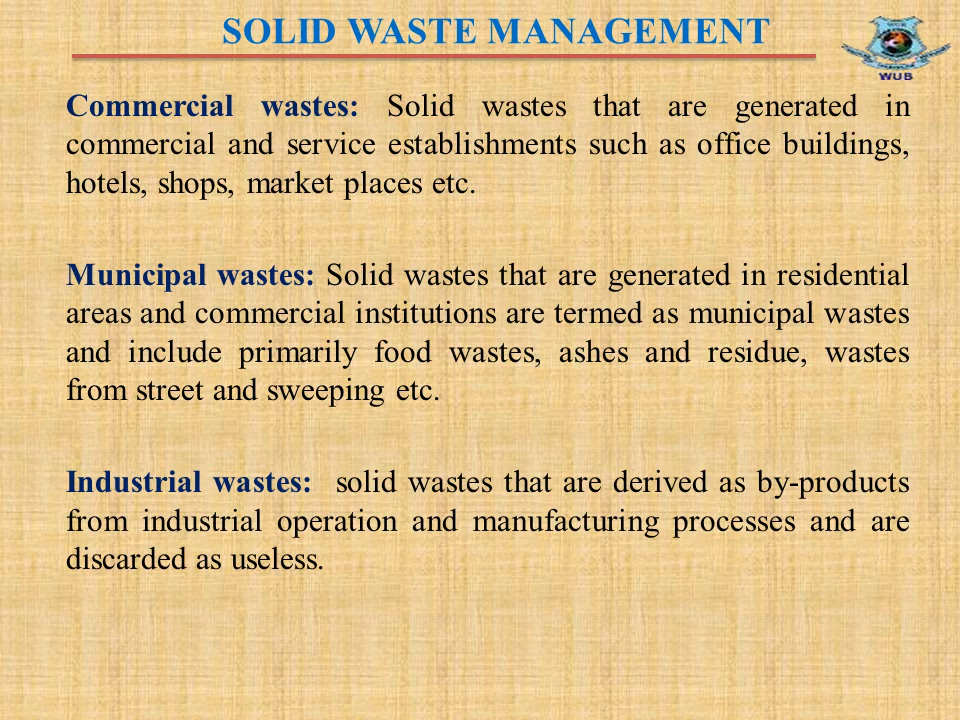 SOLID WASTE MANAGEMENT
WUB
Commercial wastes: Solid wastes that are generated in
commercial and service establishments such as office buildings,
hotels, shops, market places etc.
Municipal wastes: Solid wastes that are generated in residential
areas and commercial institutions are termed as municipal wastes
and include primarily food wastes, ashes and residue, wastes
from street and sweeping etc.
Industrial wastes: solid wastes that are derived as by-products
from industrial operation and manufacturing processes and are
discarded as useless.